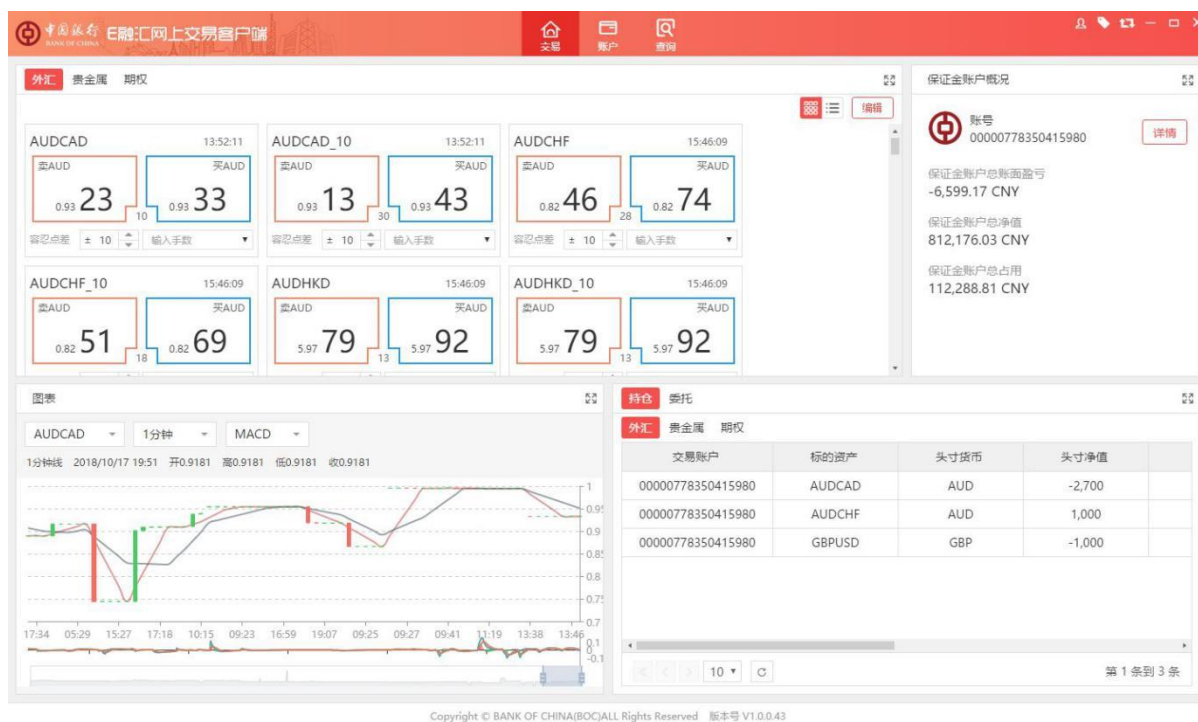 中国银行 BANK OF CHINA E融汇网上交易客户端
交易 账户 查询
外汇 贵金属 期权
编辑
AUDCAD 13:52:11
卖AUD 买AUD
0.93 23 10 0.93 33
容忍点差 ± 10 输入手数
AUDCAD_10 13:52:11
卖AUD 买AUD
0.93 13 30 0.93 43
容忍点差 ± 10 输入手数
AUDCHF 15:46:09
卖AUD 买AUD
0.82 46 28 0.82 74
容忍点差 ± 10 输入手数
AUDCHF_10 15:46:09
卖AUD 买AUD
0.82 51 18 0.82 69
AUDHKD 15:46:09
卖AUD 买AUD
5.97 79 13 5.97 92
AUDHKD_10 15:46:09
卖AUD 买AUD
5.97 79 13 5.97 92
保证金账户概况
账号
00000778350415980
详情
保证金账户总账面盈亏
-6,599.17 CNY
保证金账户总净值
812,176.03 CNY
保证金账户总占用
112,288.81 CNY
图表
AUDCAD 1分钟 MACD
1分钟线 2018/10/17 19:51 开0.9181 高0.9181 低0.9181 收0.9181
1
0.95
0.9
0.85
0.8
0.75
0.7
17:34 05:29 15:27 17:18 10:15 09:23 16:59 19:07 09:25 09:27 09:41 11:19 13:38 13:46
0.1
0
-0.1
持仓 委托
外汇 贵金属 期权
交易账户 标的资产 头寸货币 头寸净值
00000778350415980 AUDCAD AUD -2,700
00000778350415980 AUDCHF AUD 1,000
00000778350415980 GBPUSD GBP -1,000
10
第 1 条到 3 条
Copyright © BANK OF CHINA(BOC)ALL Rights Reserved 版本号 V1.0.0.43